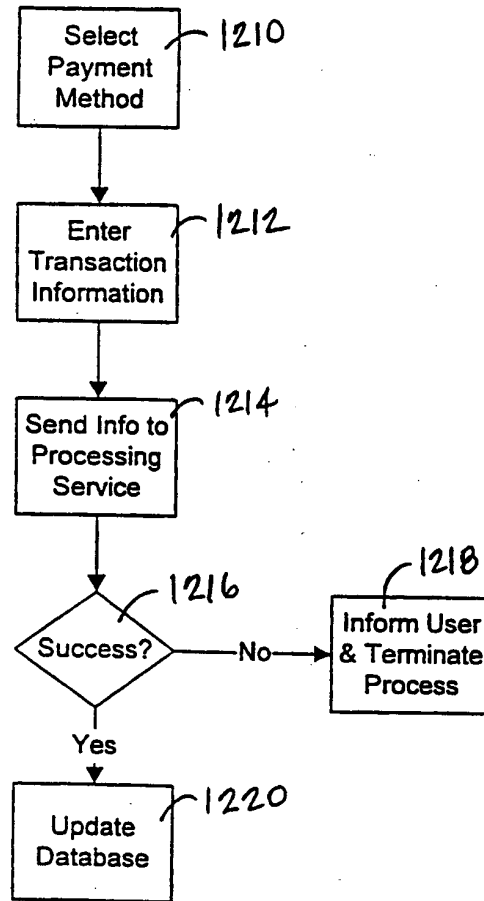 Select
Payment
Method
1210
Enter
Transaction
Information
1212
Send Info to
Processing
Service
1214
Success?
1216
No
Inform User
& Terminate
Process
1218
Yes
Update
Database
1220